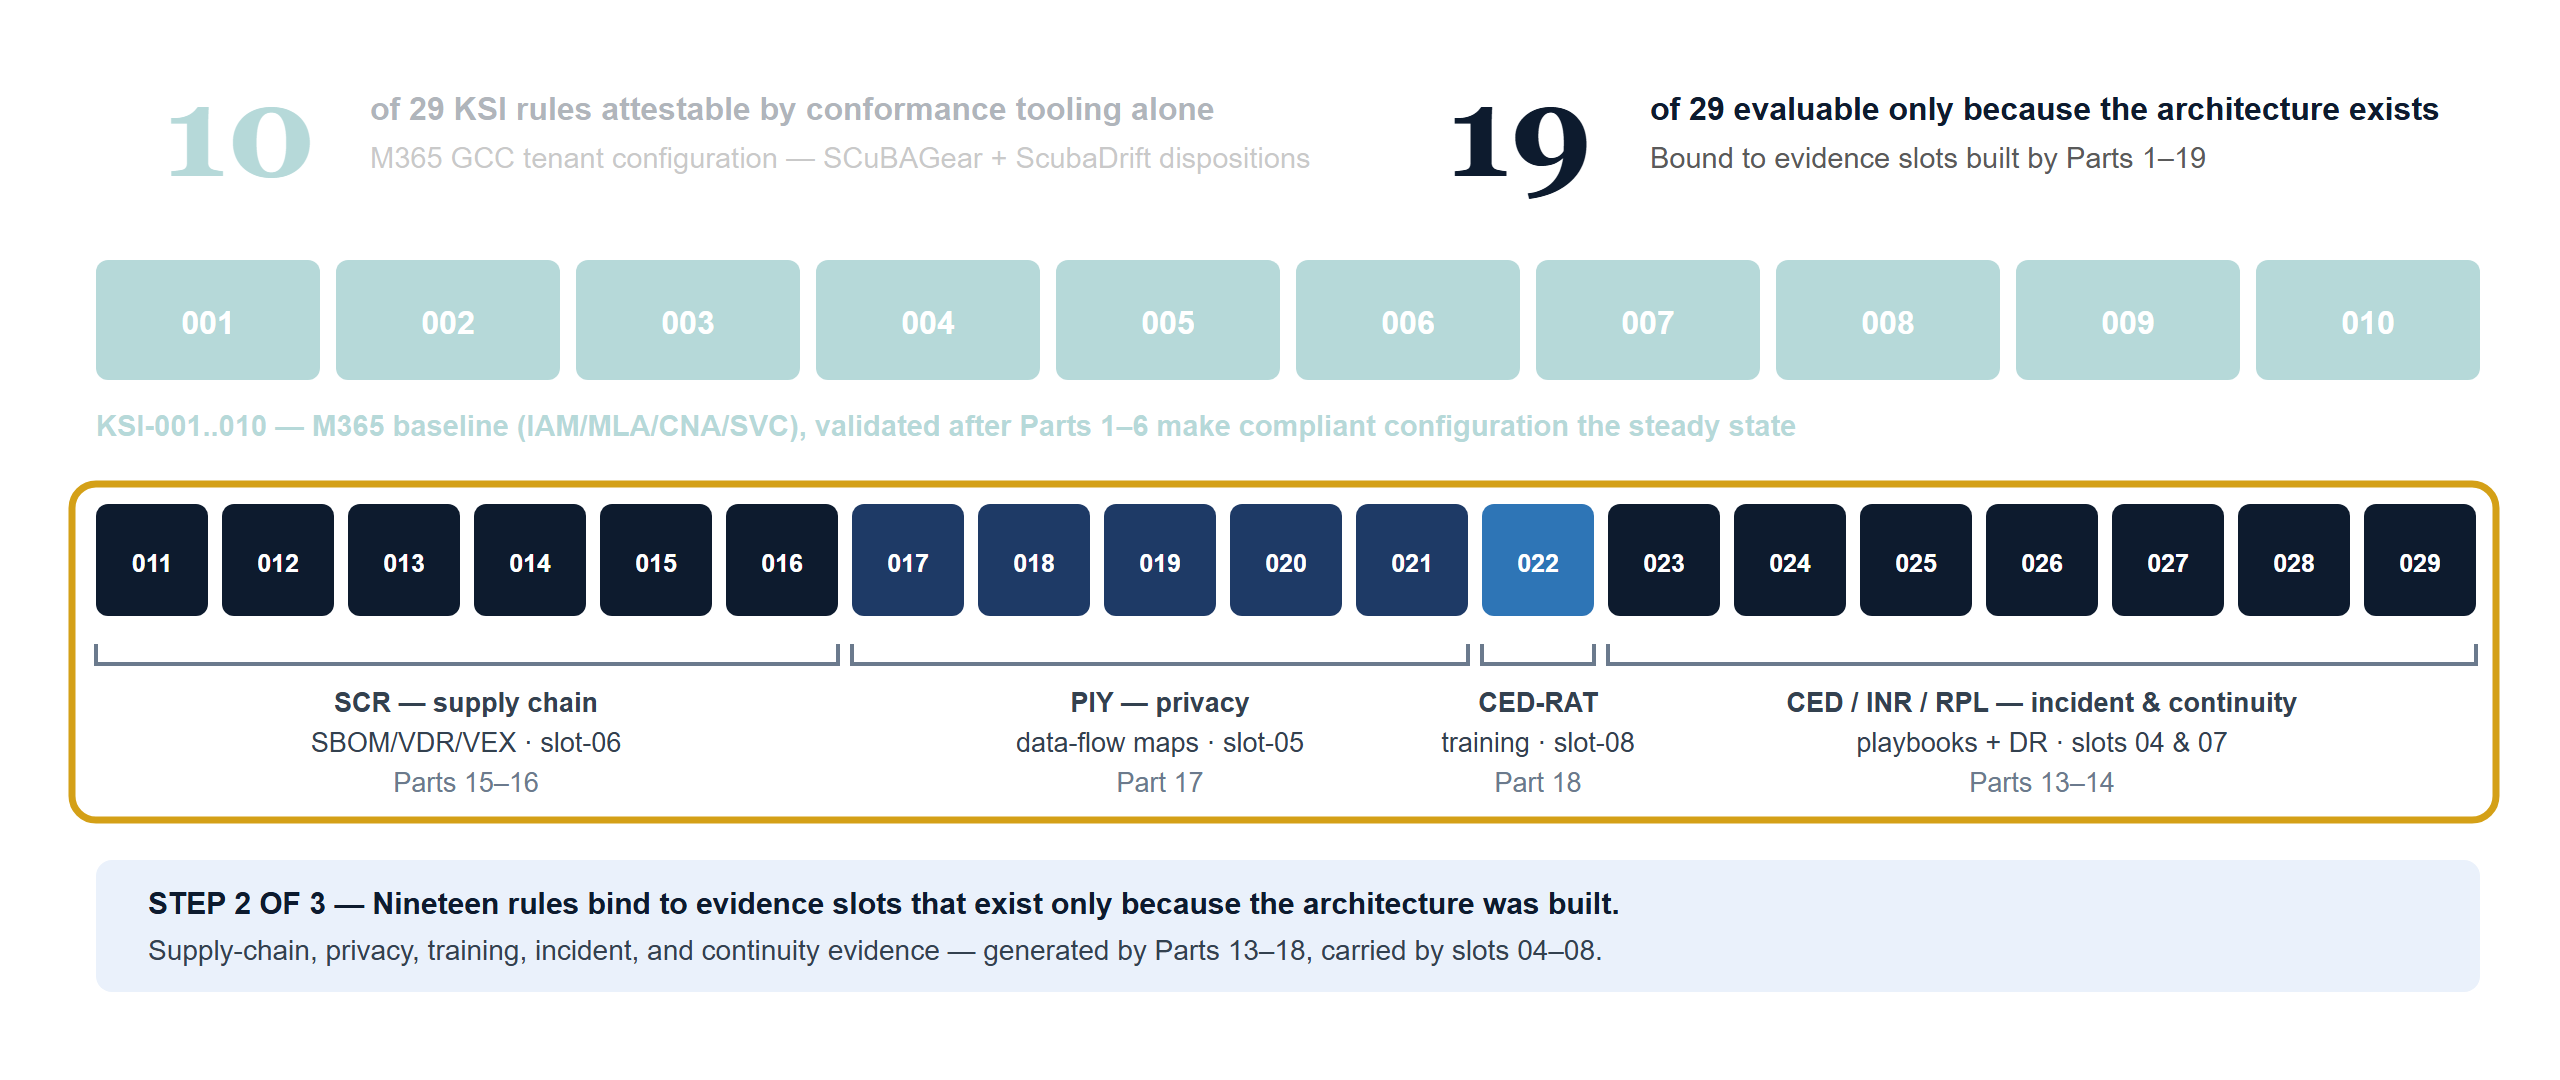 10
of 29 KSI rules attestable by conformance tooling alone
M365 GCC tenant configuration — SCuBAGear + ScubaDrift dispositions
19
of 29 evaluable only because the architecture exists
Bound to evidence slots built by Parts 1–19
001 002 003 004 005 006 007 008 009 010
KSI-001..010 — M365 baseline (IAM/MLA/CNA/SVC), validated after Parts 1–6 make compliant configuration the steady state
011 012 013 014 015 016 017 018 019 020 021 022 023 024 025 026 027 028 029
SCR — supply chain
SBOM/VDR/VEX · slot-06
Parts 15–16
PIY — privacy
data-flow maps · slot-05
Part 17
CED-RAT
training · slot-08
Part 18
CED / INR / RPL — incident & continuity
playbooks + DR · slots 04 & 07
Parts 13–14
STEP 2 OF 3 — Nineteen rules bind to evidence slots that exist only because the architecture was built.
Supply-chain, privacy, training, incident, and continuity evidence — generated by Parts 13–18, carried by slots 04–08.